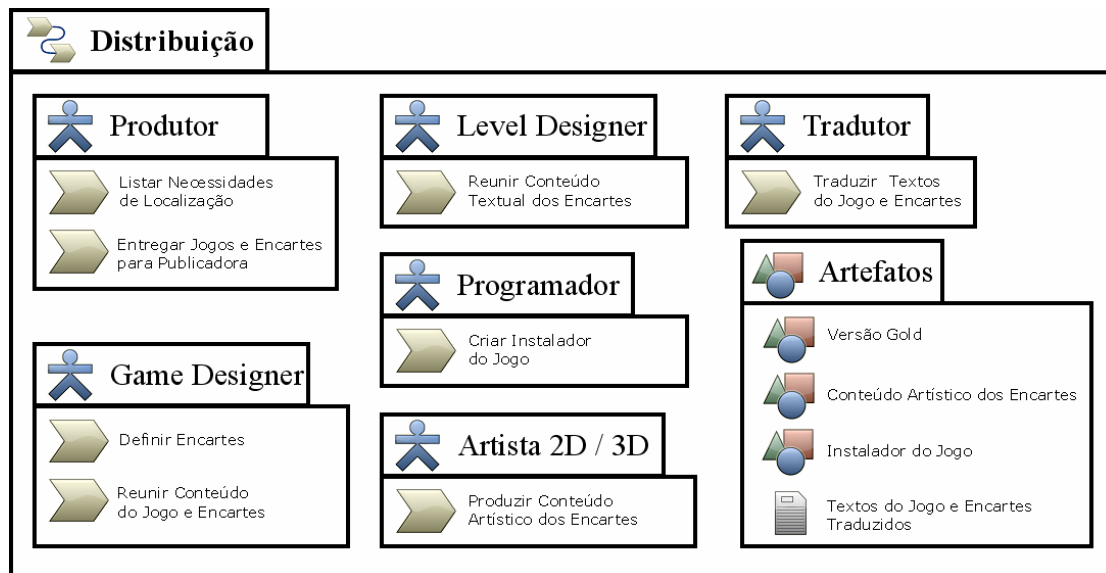 Distribuição
Produtor
Listar Necessidades
de Localização
Entregar Jogos e Encartes
para Publicadora
Game Designer
Definir Encartes
Reunir Conteúdo
do Jogo e Encartes
Level Designer
Reunir Conteúdo
Textual dos Encartes
Programador
Criar Instalador
do Jogo
Artista 2D / 3D
Produzir Conteúdo
Artístico dos Encartes
Tradutor
Traduzir Textos
do Jogo e Encartes
Artefatos
Versão Gold
Conteúdo Artístico dos Encartes
Instalador do Jogo
Textos do Jogo e Encartes
Traduzidos